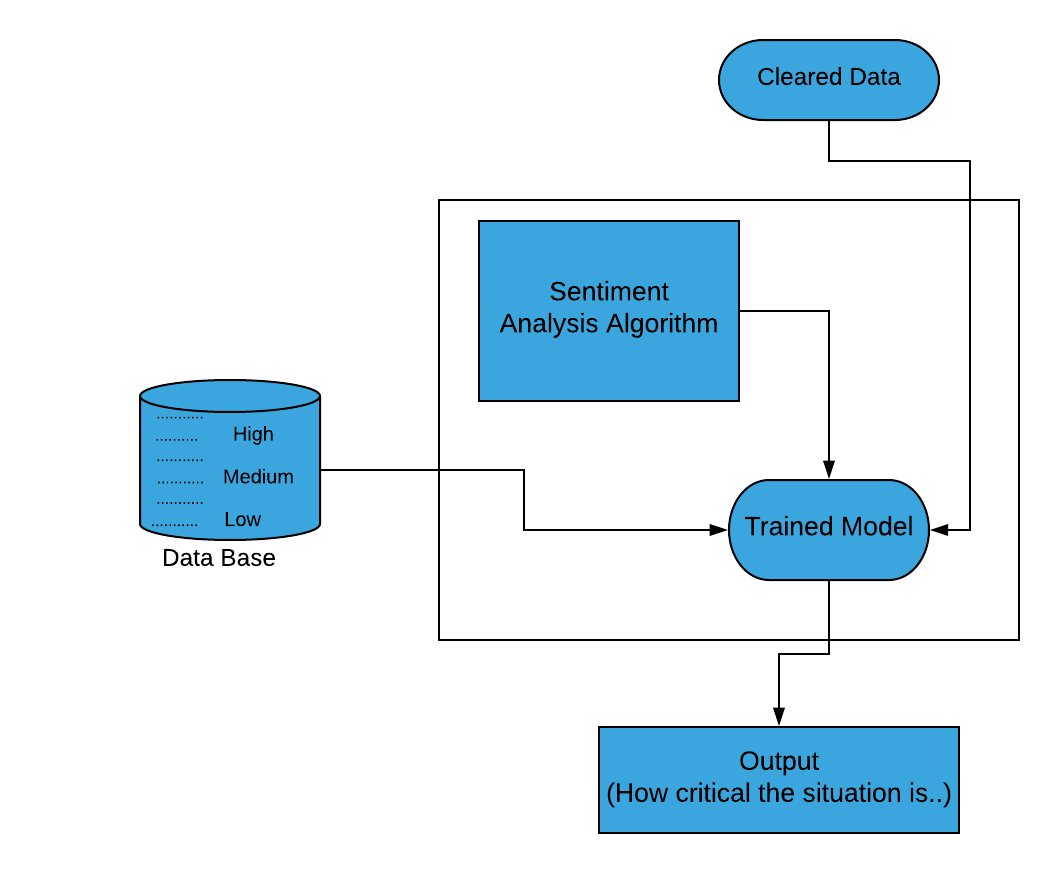 Cleared Data
Sentiment
Analysis Algorithm
...........
.......... High
...........
........... Medium
...........
........... Low
Data Base
Trained Model
Output
(How critical the situation is..)